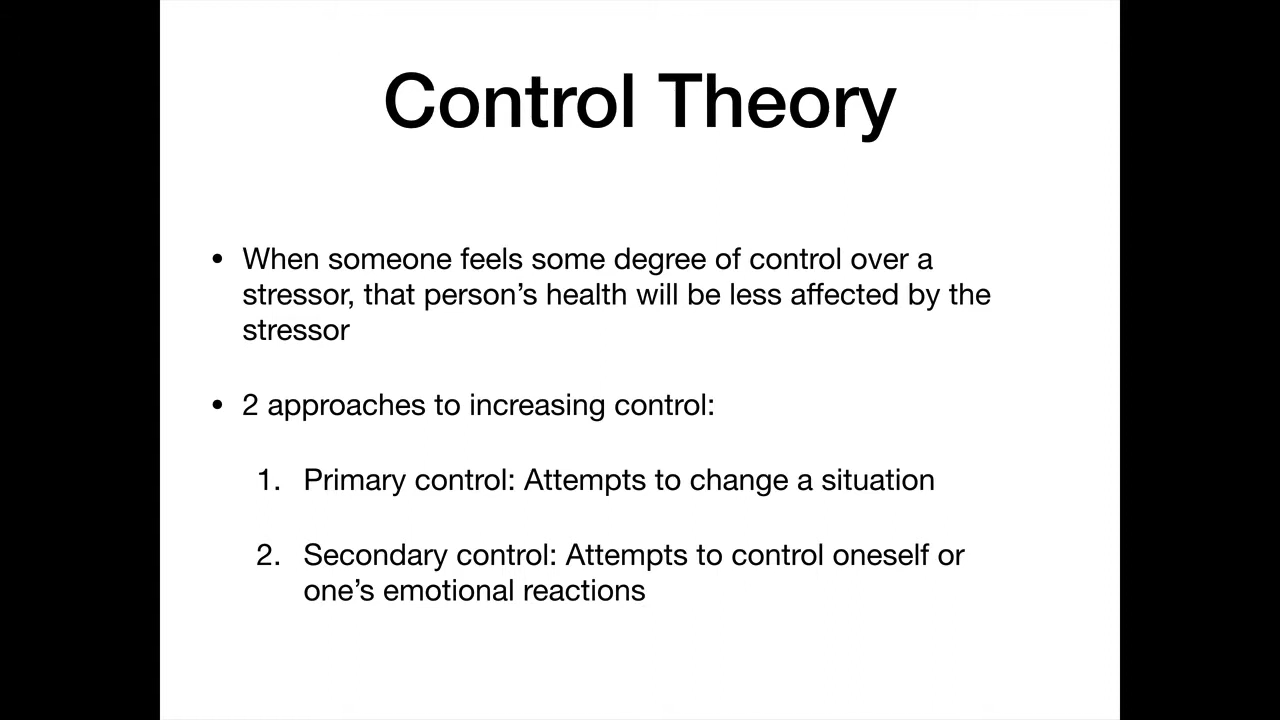 Control Theory
• When someone feels some degree of control over a
stressor, that person’s health will be less affected by the
stressor
• 2 approaches to increasing control:
1. Primary control: Attempts to change a situation
2. Secondary control: Attempts to control oneself or
one’s emotional reactions